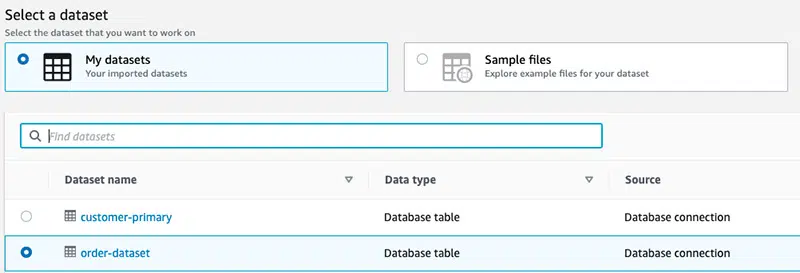 Select a dataset
Select the dataset that you want to work on
My datasets
Your imported datasets
Sample files
Explore example files for your dataset
Find datasets
Dataset name Data type Source
customer-primary Database table Database connection
order-dataset Database table Database connection